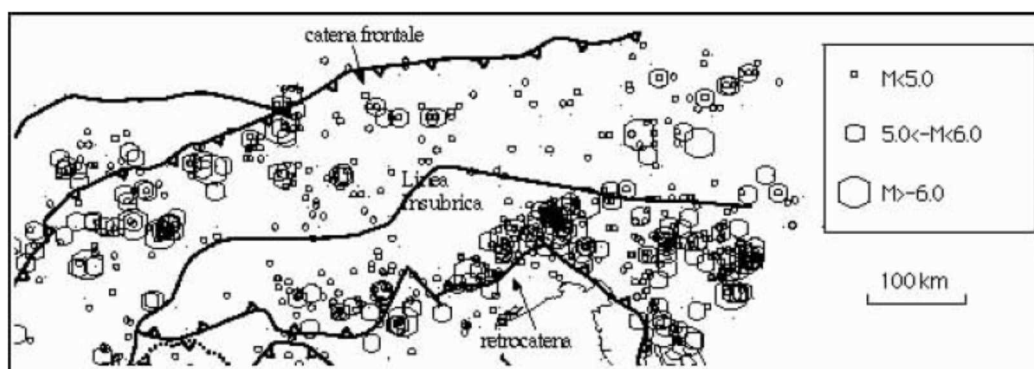 catena frontale
Linea
Insubrica
retrocatena
M<5.0
5.0<-M<6.0
M>-6.0
100 km